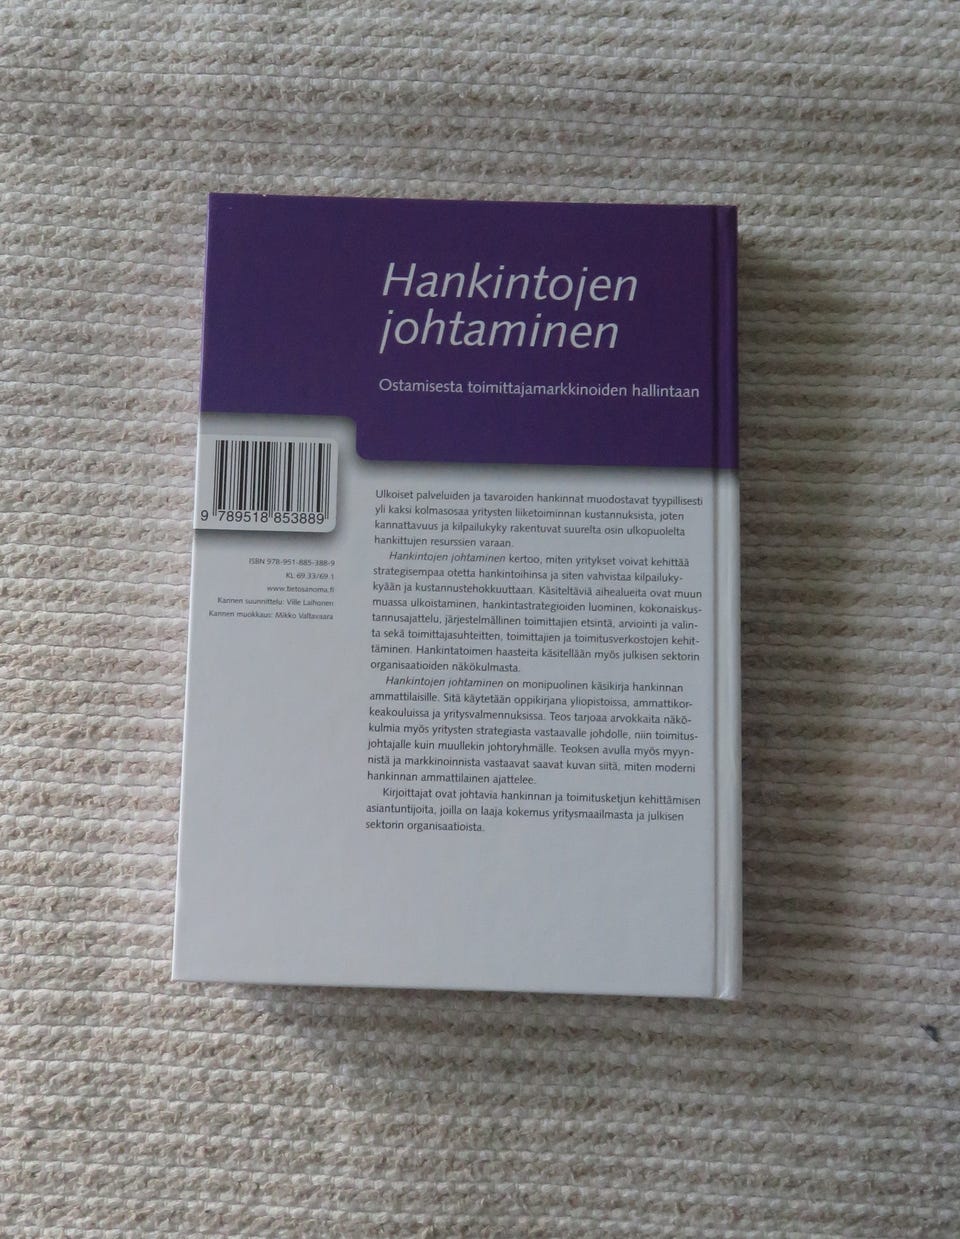 Hankintojen
johtaminen
Ostamisesta toimittajamarkkinoiden hallintaan
9 789518 853889
ISBN 978-951-885-388-9
KL 69.33/69.1
www.tietosanoma.fi
Kannen suunnittelu: Ville Laihonen
Kannen muokkaus: Mikko Valtavaara
Ulkoiset palveluiden ja tavaroiden hankinnat muodostavat tyypillisesti
yli kaksi kolmasosaa yritysten liiketoiminnan kustannuksista, joten
kannattavuus ja kilpailukyky rakentuvat suurelta osin ulkopuolelta
hankittujen resurssien varaan.
Hankintojen johtaminen kertoo, miten yritykset voivat kehittää
strategisempaa otetta hankintoihinsa ja siten vahvistaa kilpailuky-
kyään ja kustannustehokkuuttaan. Käsiteltäviä aihealueita ovat muun
muassa ulkoistaminen, hankintastrategioiden luominen, kokonaiskus-
tannusajattelu, järjestelmällinen toimittajien etsintä, arviointi ja valin-
ta sekä toimittajasuhteitten, toimittajien ja toimitusverkostojen kehit-
täminen. Hankintatoimen haasteita käsitellään myös julkisen sektorin
organisaatioiden näkökulmasta.
Hankintojen johtaminen on monipuolinen käsikirja hankinnan
ammattilaisille. Sitä käytetään oppikirjana yliopistoissa, ammattikor-
keakouluissa ja yritysvalmennuksissa. Teos tarjoaa arvokkaita näkö-
kulmia myös yritysten strategiasta vastaavalle johdolle, niin toimitus-
johtajalle kuin muullekin johtoryhmälle. Teoksen avulla myös myyn-
nistä ja markkinoinnista vastaavat saavat kuvan siitä, miten moderni
hankinnan ammattilainen ajattelee.
Kirjoittajat ovat johtavia hankinnan ja toimitusketjun kehittämisen
asiantuntijoita, joilla on laaja kokemus yritysmaailmasta ja julkisen
sektorin organisaatioista.